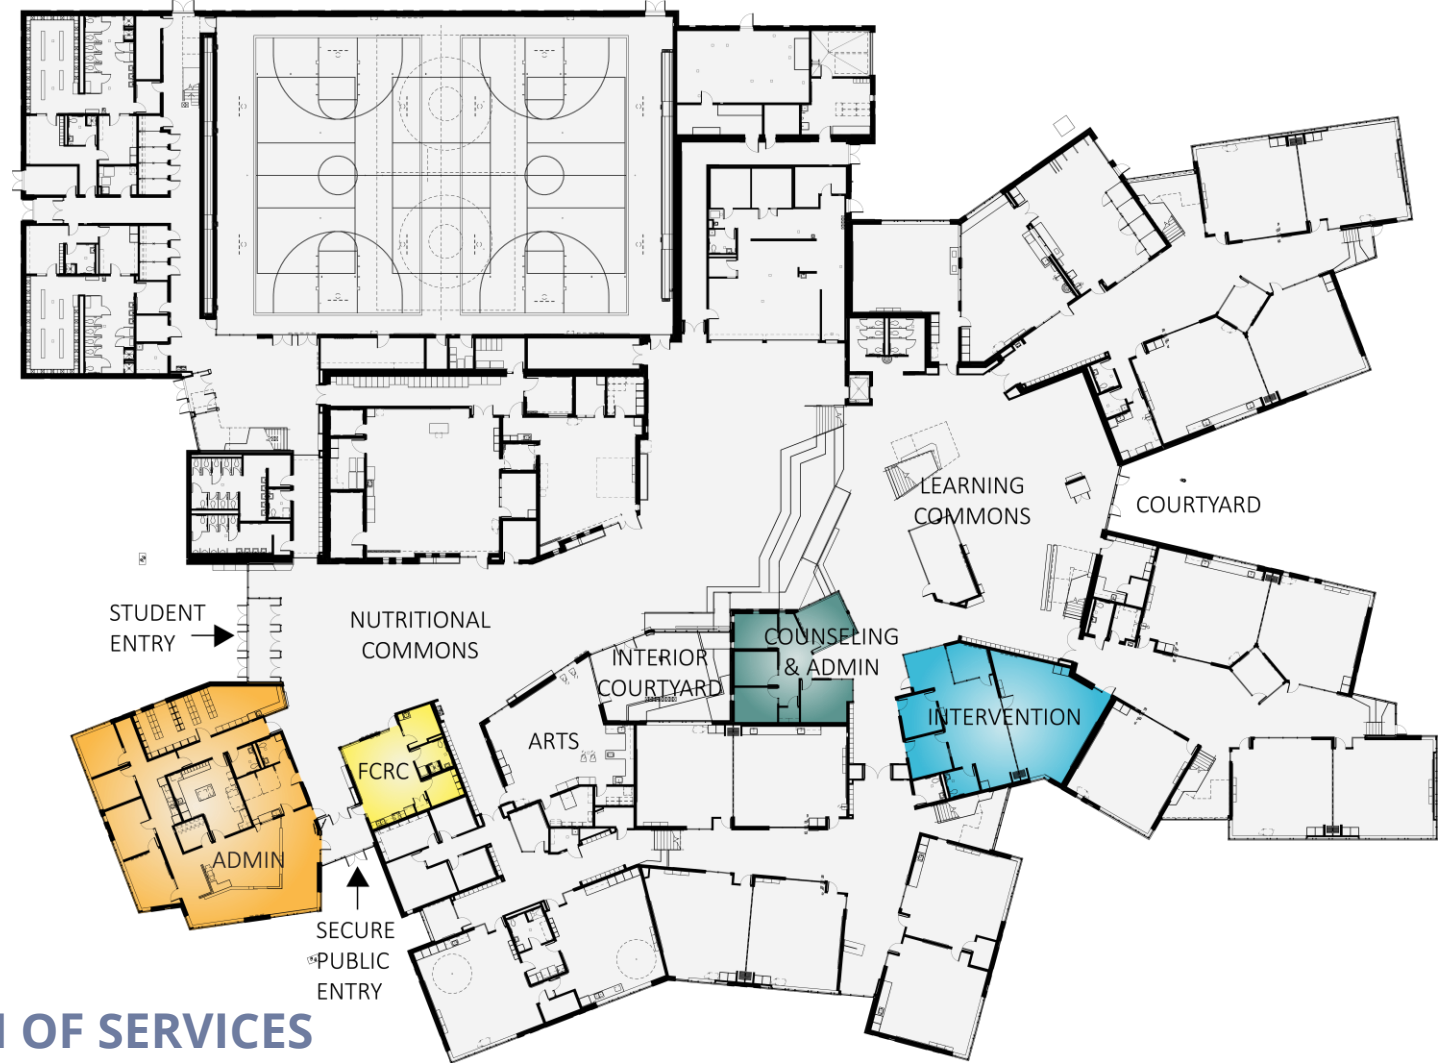 LEARNING
COMMONS
COURTYARD
STUDENT
ENTRY
NUTRITIONAL
COMMONS
INTERIOR
COURTYARD
COUNSELING
& ADMIN
INTERVENTION
ARTS
FCRC
ADMIN
SECURE
PUBLIC
ENTRY
OF SERVICES